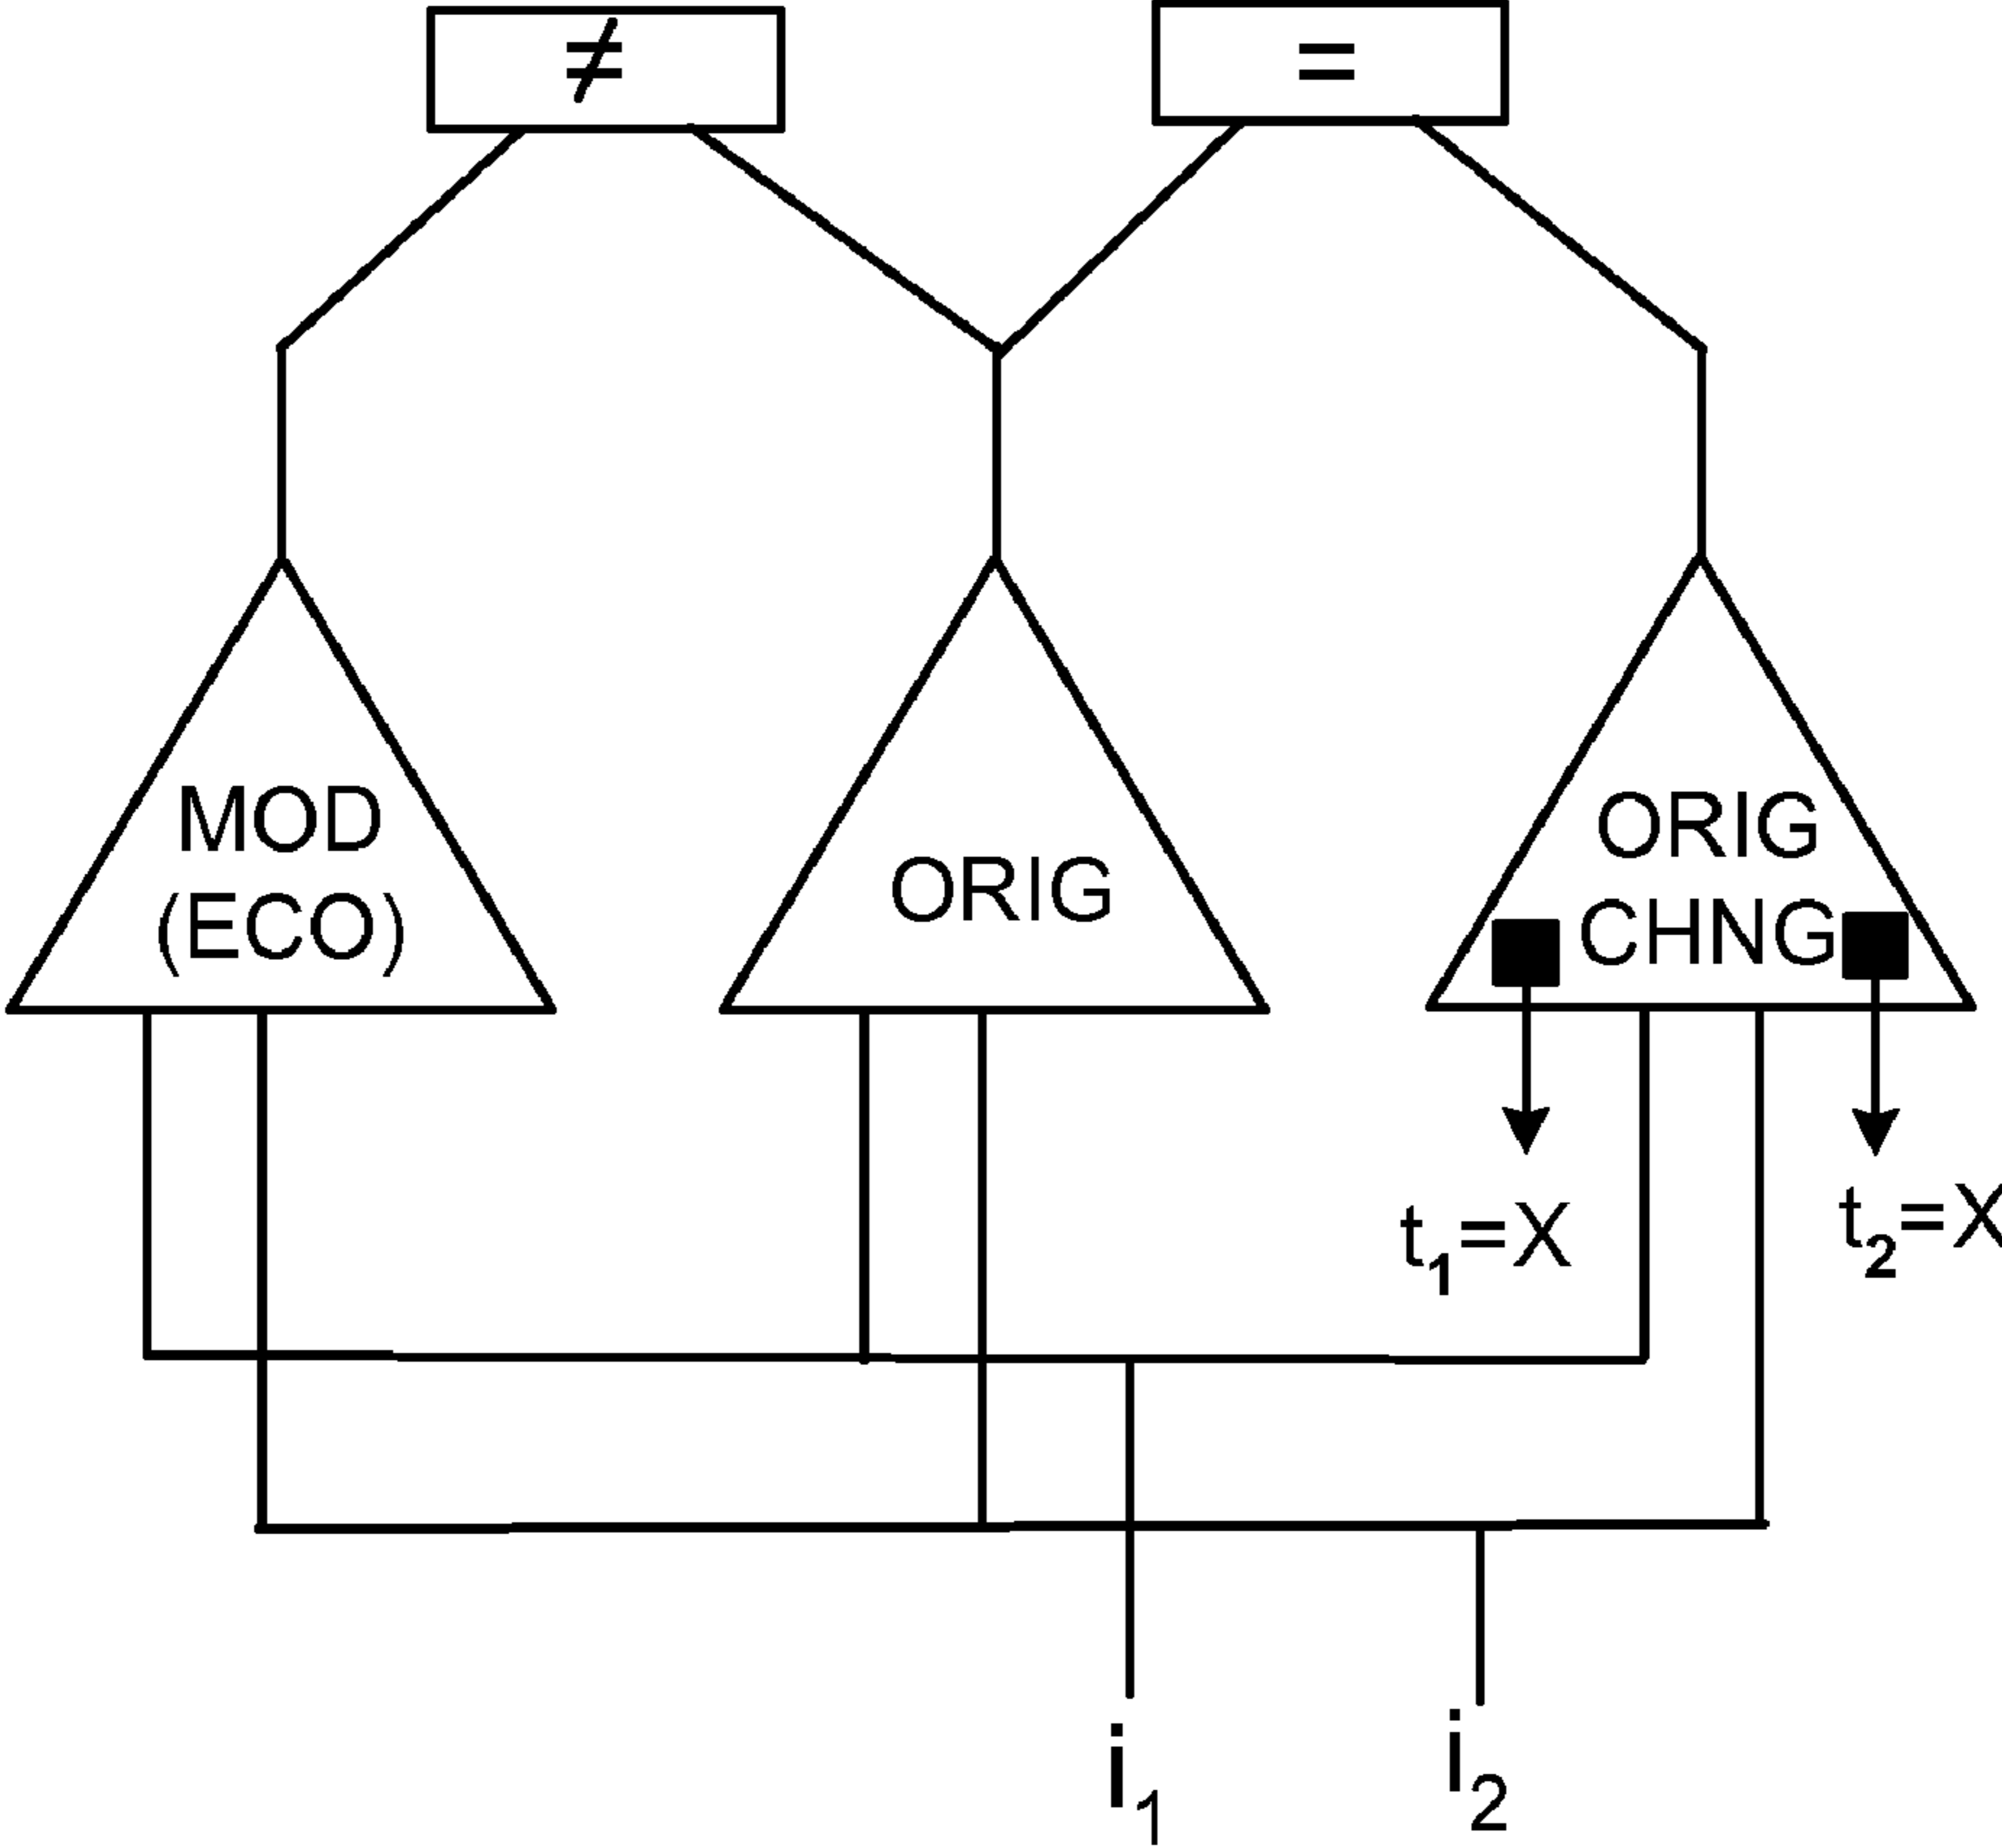 ≠
=
MOD
(ECO)
ORIG
ORIG
CHNG
t₁=X
t₂=X
i₁
i₂